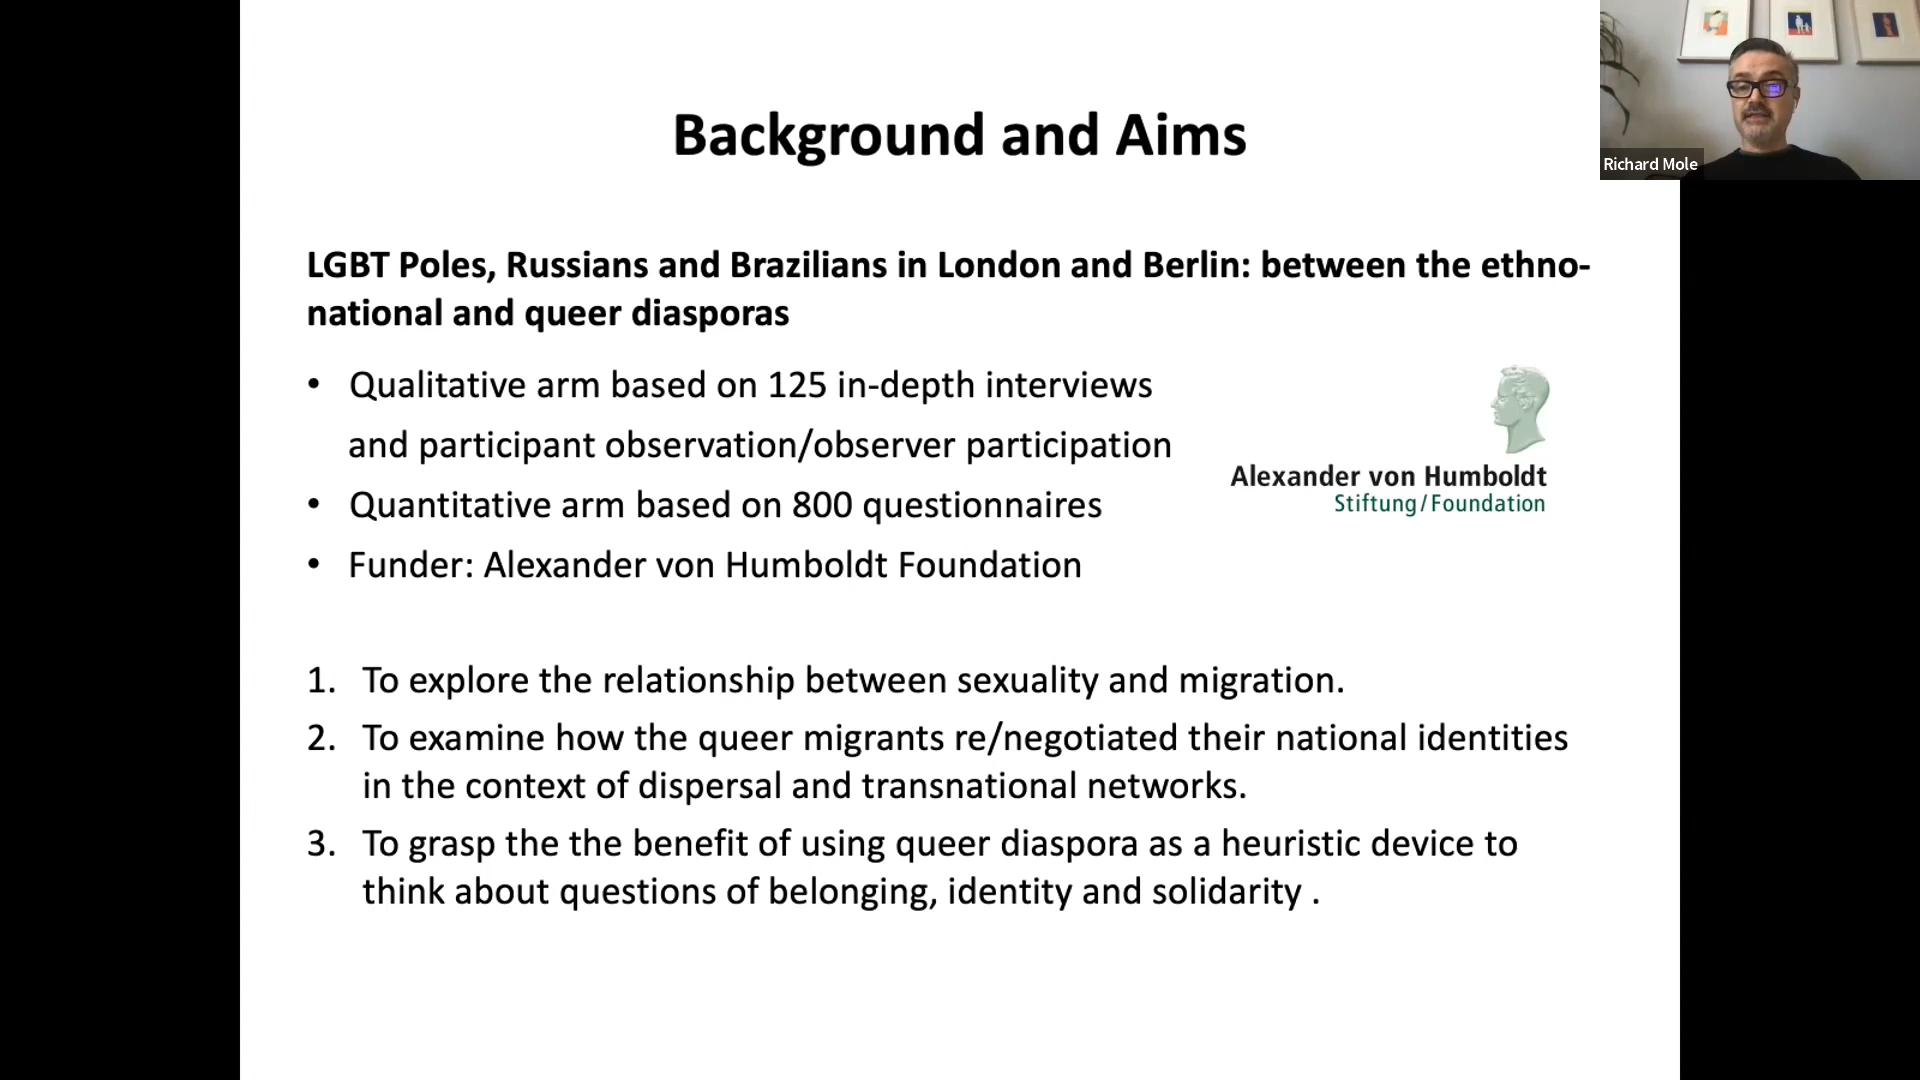 Background and Aims
Richard Mole
LGBT Poles, Russians and Brazilians in London and Berlin: between the ethno-
national and queer diasporas
• Qualitative arm based on 125 in-depth interviews
and participant observation/observer participation
• Quantitative arm based on 800 questionnaires
• Funder: Alexander von Humboldt Foundation
Alexander von Humboldt
Stiftung/Foundation
1. To explore the relationship between sexuality and migration.
2. To examine how the queer migrants re/negotiated their national identities
in the context of dispersal and transnational networks.
3. To grasp the the benefit of using queer diaspora as a heuristic device to
think about questions of belonging, identity and solidarity .